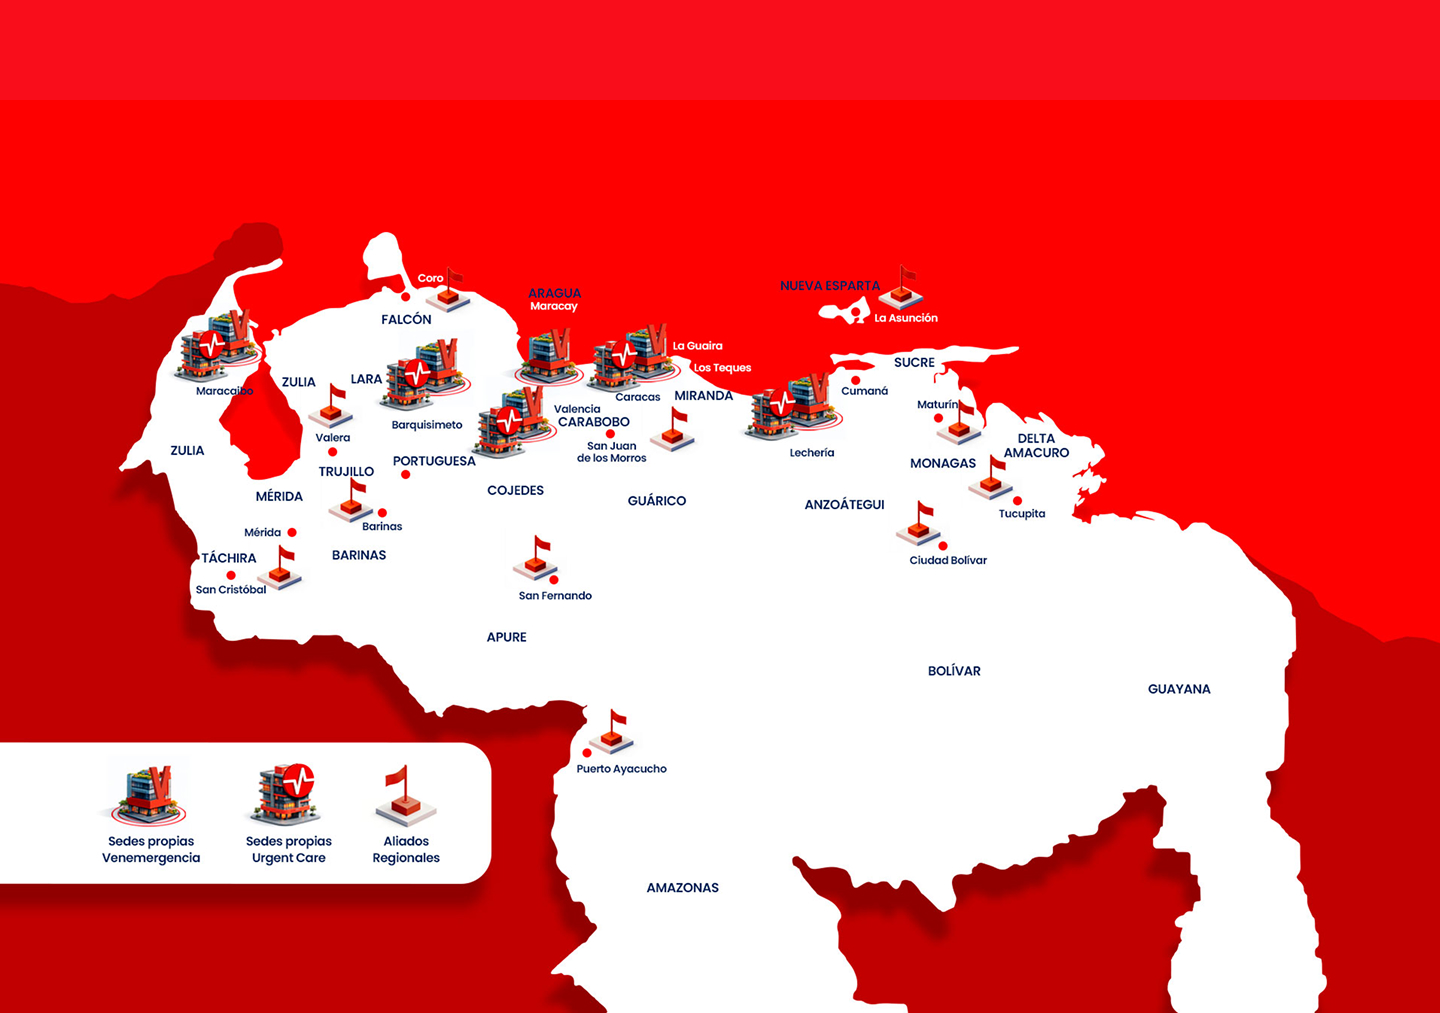 Coro
NUEVA ESPARTA
ARAGUA
Maracay
FALCÓN
La Asunción
La Guaira
Los Teques
SUCRE
ZULIA
LARA
Maracaibo
Cumaná
MIRANDA
Caracas
Maturín
Valencia
CARABOBO
Barquisimeto
Valera
San Juan
de los Morros
DELTA
AMACURO
ZULIA
Lechería
PORTUGUESA
MONAGAS
TRUJILLO
COJEDES
MÉRIDA
GUÁRICO
ANZOÁTEGUI
Tucupita
Barinas
Mérida
BARINAS
TÁCHIRA
Ciudad Bolívar
San Cristóbal
San Fernando
APURE
BOLÍVAR
GUAYANA
Puerto Ayacucho
Sedes propias
Venemergencia
Sedes propias
Urgent Care
Aliados
Regionales
AMAZONAS